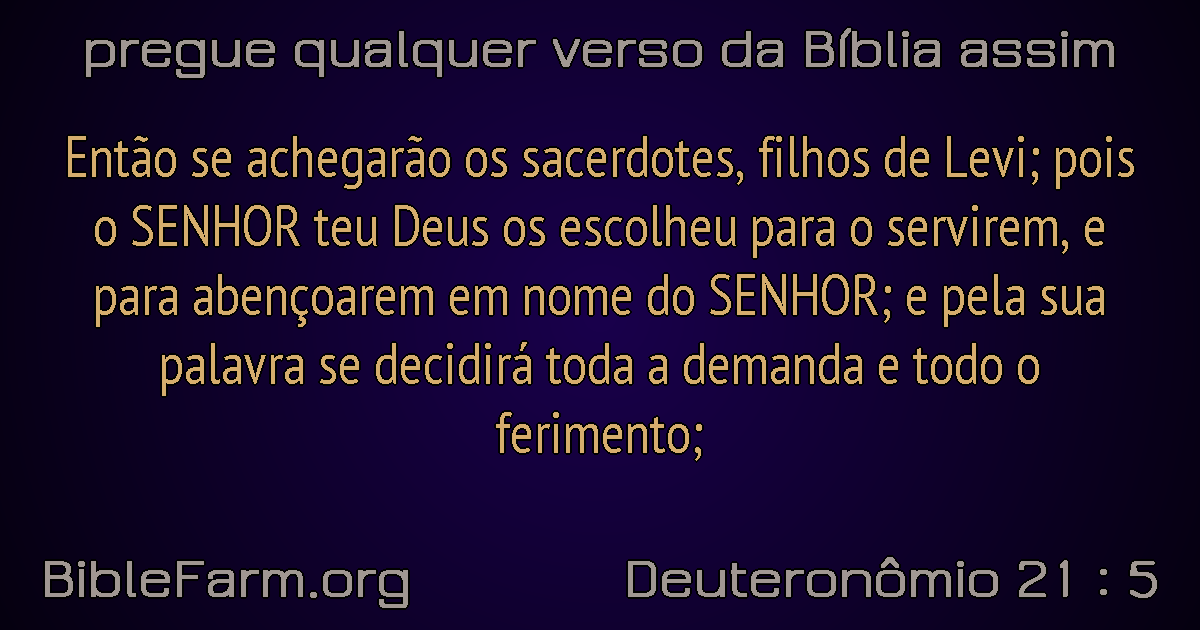 pregue qualquer verso da Bíblia assim
Então se achegarão os sacerdotes, filhos de Levi; pois
o SENHOR teu Deus os escolheu para o servirem, e
para abençoarem em nome do SENHOR; e pela sua
palavra se decidirá toda a demanda e todo o
ferimento;
BibleFarm.org
Deuteronômio 21 : 5